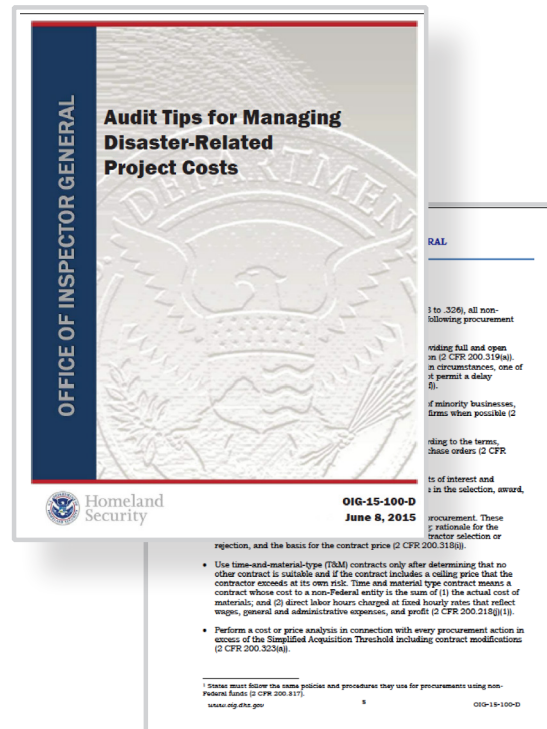 OFFICE OF INSPECTOR GENERAL
Audit Tips for Managing
Disaster-Related
Project Costs
DEPARTMENT
Homeland
Security
OIG-15-100-D
June 8, 2015
RAL
to .326), all non-
following procurement
viding full and open
on (2 CFR 200.319(a)).
in circumstances, one of
ot permit a delay
of minority businesses,
firms when possible (2
rding to the terms,
chase orders (2 CFR
ts of interest and
e in the selection, award,
procurement. These
g: rationale for the
tractor selection or
rejection, and the basis for the contract price (2 CFR 200.318(i)).
• Use time-and-material-type (T&M) contracts only after determining that no
other contract is suitable and if the contract includes a ceiling price that the
contractor exceeds at its own risk. Time and material type contract means a
contract whose cost to a non-Federal entity is the sum of (1) the actual cost of
materials; and (2) direct labor hours charged at fixed hourly rates that reflect
wages, general and administrative expenses, and profit (2 CFR 200.218(j)(1)).
• Perform a cost or price analysis in connection with every procurement action in
excess of the Simplified Acquisition Threshold including contract modifications
(2 CFR 200.323(a)).
1 States must follow the same policies and procedures they use for procurements using non-
Federal funds (2 CFR 200.817).
www.oig.dhs.gov
5
OIG-15-100-D